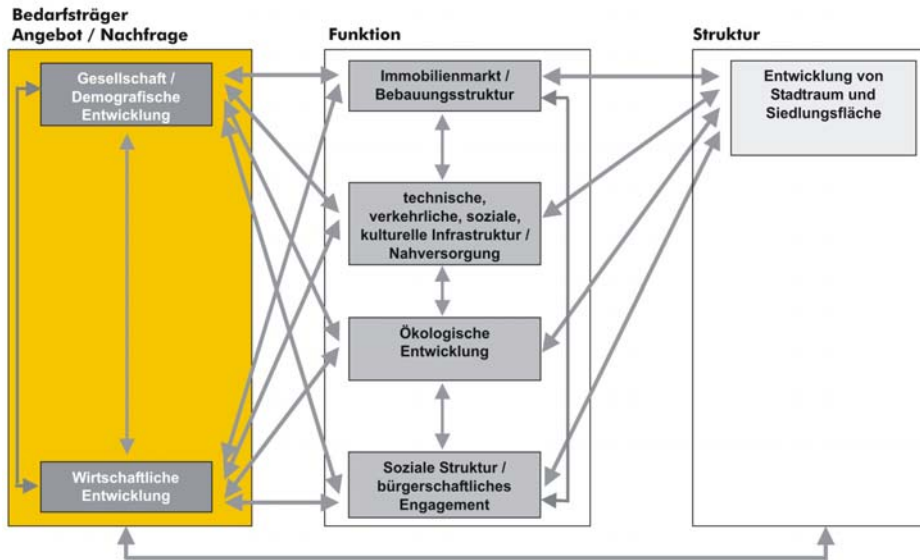 Bedarfsträger
Angebot / Nachfrage
Gesellschaft /
Demografische
Entwicklung
Wirtschaftliche
Entwicklung
Funktion
Immobilienmarkt /
Bebauungsstruktur
technische,
verkehrliche, soziale,
kulturelle Infrastruktur /
Nahversorgung
Ökologische
Entwicklung
Soziale Struktur /
bürgerschaftliches
Engagement
Struktur
Entwicklung von
Stadtraum und
Siedlungsfläche